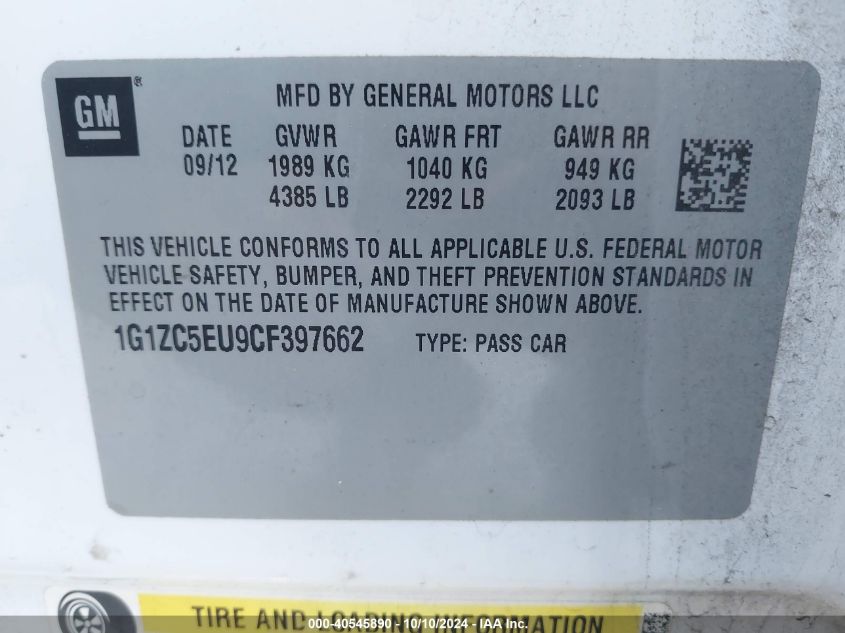 GM®
MFD BY GENERAL MOTORS LLC
DATE GVWR GAWR FRT GAWR RR
09/12 1989 KG 1040 KG 949 KG
4385 LB 2292 LB 2093 LB
THIS VEHICLE CONFORMS TO ALL APPLICABLE U.S. FEDERAL MOTOR
VEHICLE SAFETY, BUMPER, AND THEFT PREVENTION STANDARDS IN
EFFECT ON THE DATE OF MANUFACTURE SHOWN ABOVE.
1G1ZC5EU9CF397662 TYPE: PASS CAR
TIRE AND LOADING INFORMATION
000-40545890 - 10/10/2024 - IAAI Inc.